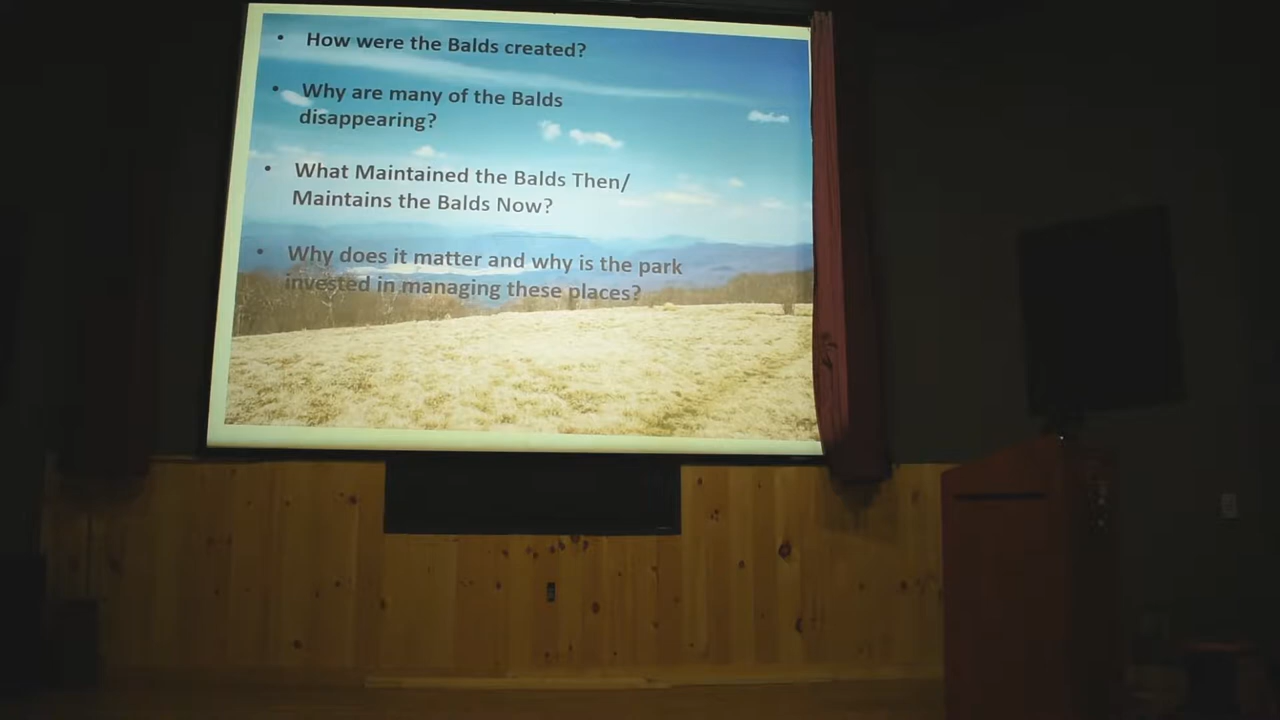 • How were the Balds created?
• Why are many of the Balds
disappearing?
• What Maintained the Balds Then/
Maintains the Balds Now?
• Why does it matter and why is the park
invested in managing these places?